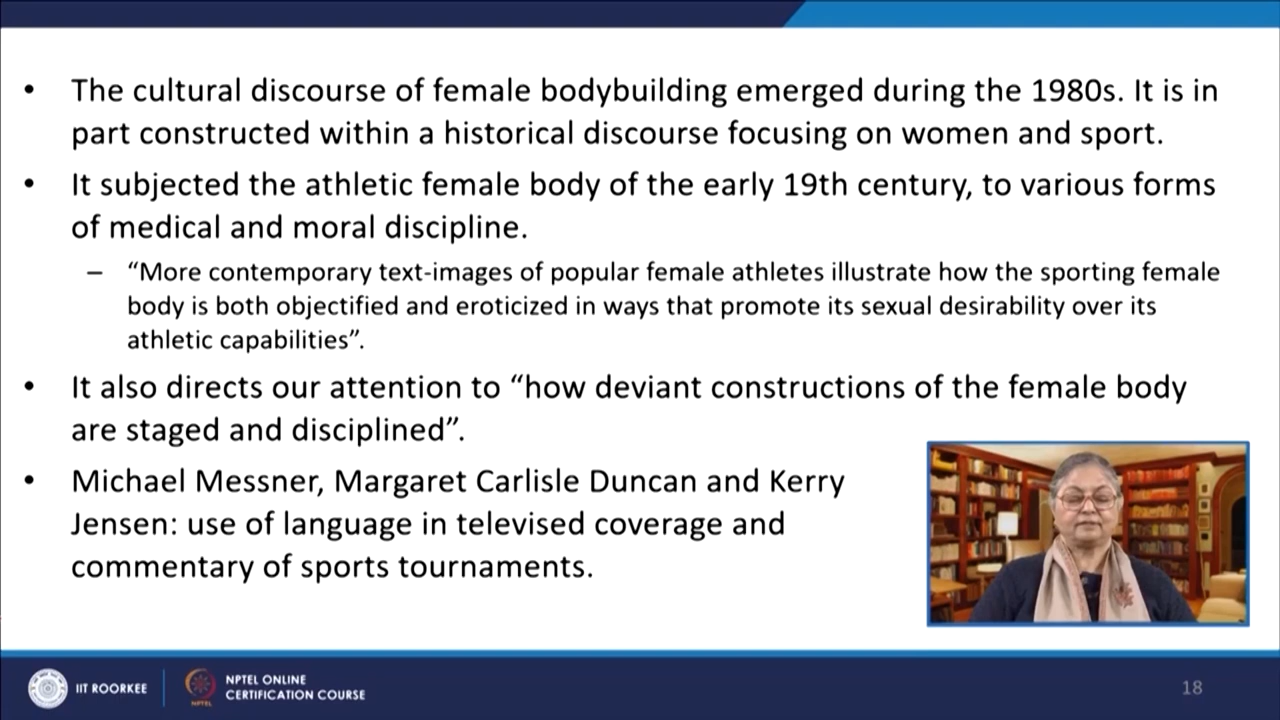 • The cultural discourse of female bodybuilding emerged during the 1980s. It is in
part constructed within a historical discourse focusing on women and sport.
• It subjected the athletic female body of the early 19th century, to various forms
of medical and moral discipline.
– “More contemporary text-images of popular female athletes illustrate how the sporting female
body is both objectified and eroticized in ways that promote its sexual desirability over its
athletic capabilities”.
• It also directs our attention to “how deviant constructions of the female body
are staged and disciplined”.
• Michael Messner, Margaret Carlisle Duncan and Kerry
Jensen: use of language in televised coverage and
commentary of sports tournaments.
IIT ROORKEE
NPTEL
NPTEL ONLINE
CERTIFICATION COURSE
18